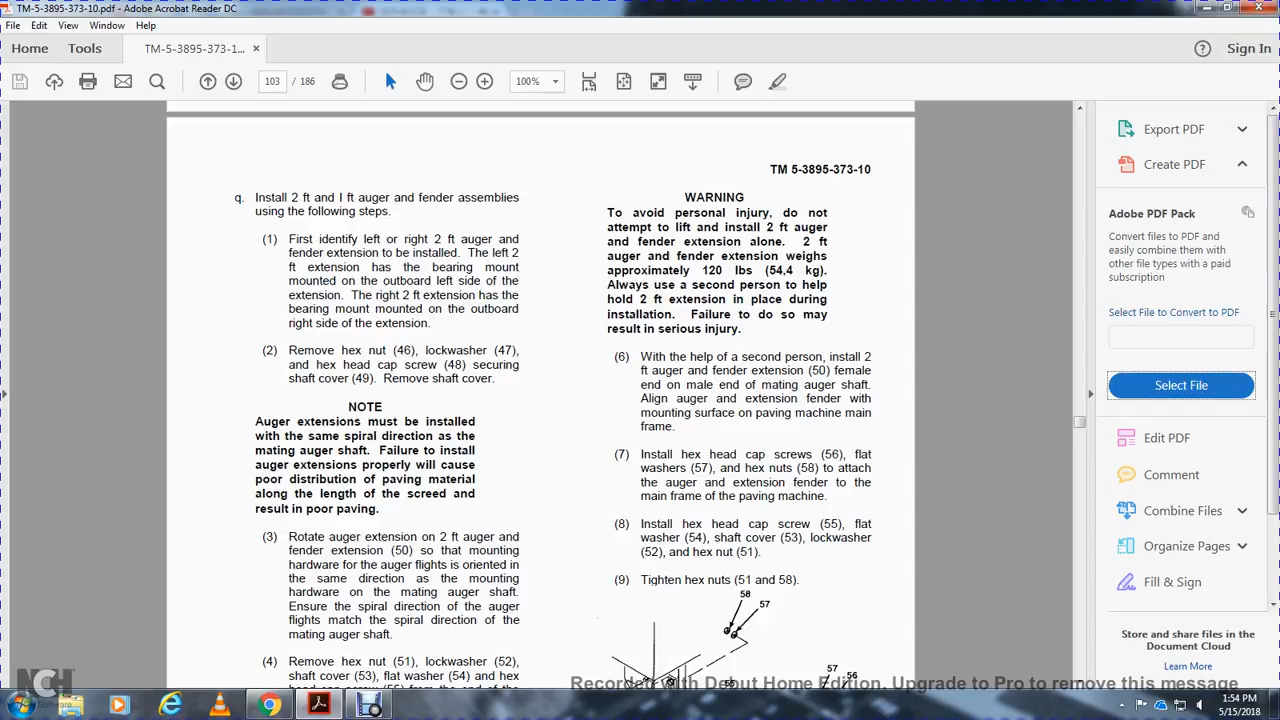 TM-5-3895-373-10.pdf - Adobe Acrobat Reader DC
File Edit View Window Help
Home Tools TM-5-3895-373-1... × Sign In
103 / 186 100%
TM 5-3895-373-10
q. Install 2 ft and I ft auger and fender assemblies
using the following steps.
(1) First identify left or right 2 ft auger and
fender extension to be installed. The left 2
ft extension has the bearing mount
mounted on the outboard left side of the
extension. The right 2 ft extension has the
bearing mount mounted on the outboard
right side of the extension.
(2) Remove hex nut (46), lockwasher (47),
and hex head cap screw (48) securing
shaft cover (49). Remove shaft cover.
NOTE
Auger extensions must be installed
with the same spiral direction as the
mating auger shaft. Failure to install
auger extensions properly will cause
poor distribution of paving material
along the length of the screed and
result in poor paving.
(3) Rotate auger extension on 2 ft auger and
fender extension (50) so that mounting
hardware for the auger flights is oriented in
the same direction as the mounting
hardware on the mating auger shaft.
Ensure the spiral direction of the auger
flights match the spiral direction of the
mating auger shaft.
(4) Remove hex nut (51), lockwasher (52),
shaft cover (53), flat washer (54) and hex
WARNING
To avoid personal injury, do not
attempt to lift and install 2 ft auger
and fender extension alone. 2 ft
auger and fender extension weighs
approximately 120 lbs (54,4 kg).
Always use a second person to help
hold 2 ft extension in place during
installation. Failure to do so may
result in serious injury.
(6) With the help of a second person, install 2
ft auger and fender extension (50) female
end on male end of mating auger shaft.
Align auger and extension fender with
mounting surface on paving machine main
frame.
(7) Install hex head cap screws (56), flat
washers (57), and hex nuts (58) to attach
the auger and extension fender to the
main frame of the paving machine.
(8) Install hex head cap screw (55), flat
washer (54), shaft cover (53), lockwasher
(52), and hex nut (51).
(9) Tighten hex nuts (51 and 58).
58
57
57
56
55
Export PDF
Create PDF
Adobe PDF Pack
Convert files to PDF and
easily combine them with
other file types with a paid
subscription
Select File to Convert to PDF
Select File
Edit PDF
Comment
Combine Files
Organize Pages
Fill & Sign
Store and share files in the
Document Cloud
Learn More
Recorded with Debut Home Edition. Upgrade to Pro to remove this message
NCH
Software
1:54 PM
5/15/2018